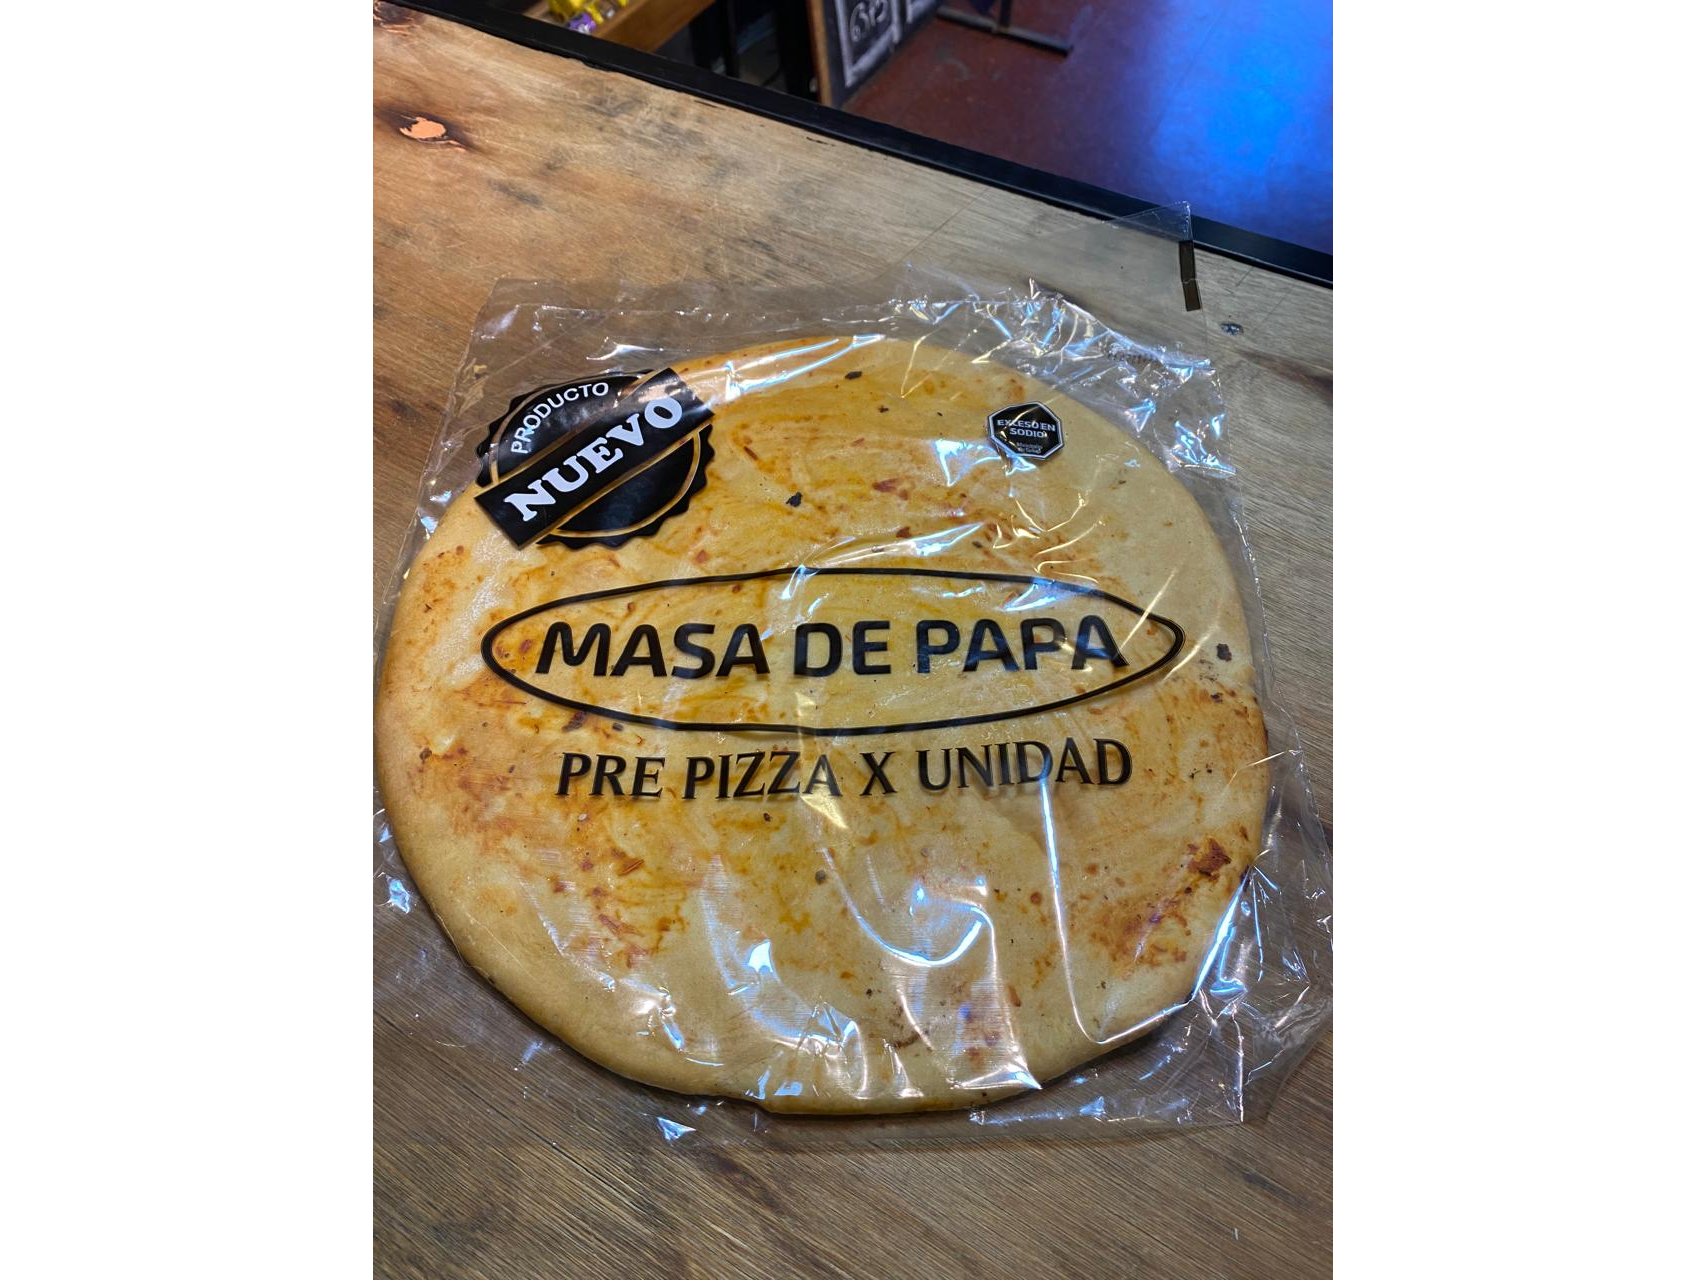 PRODUCTO
NUEVO
EXCESO EN
SODIO
MASA DE PAPA
PRE PIZZA X UNIDAD